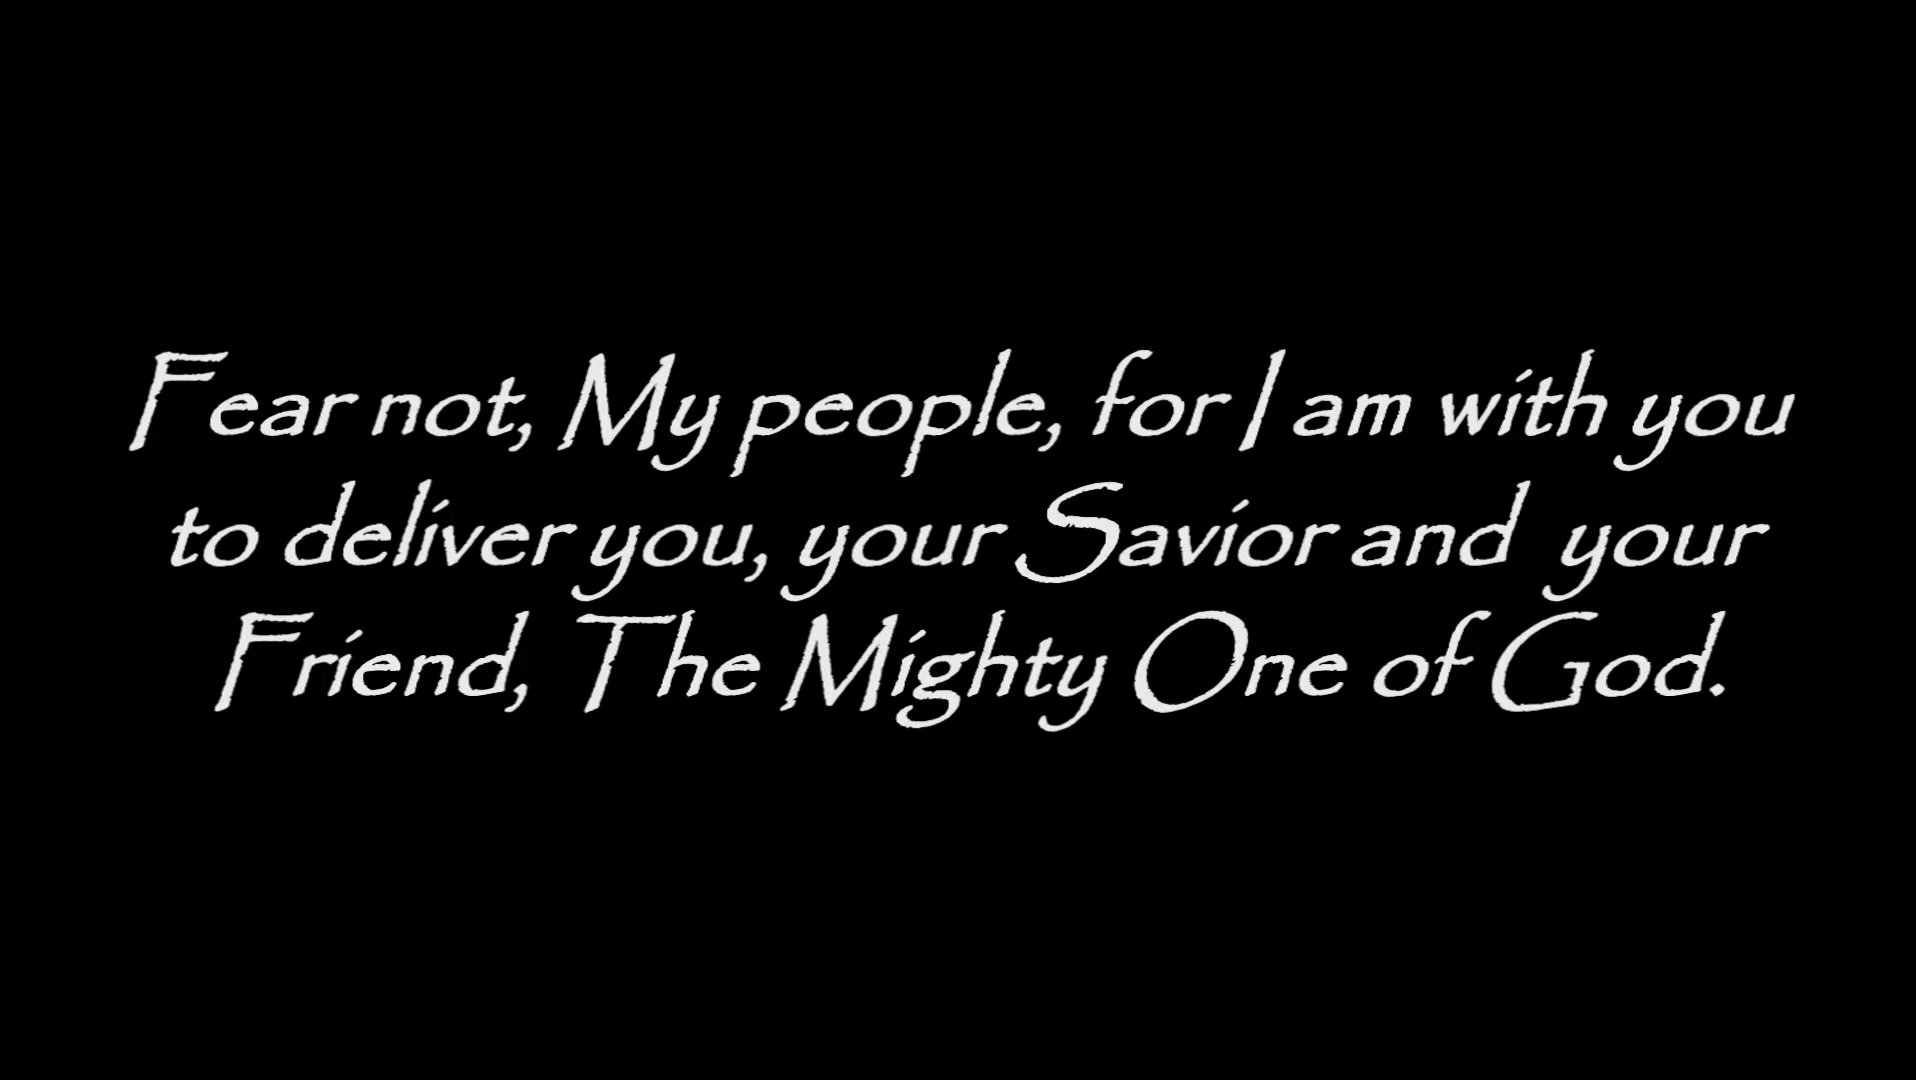 Fear not, My people, for I am with you
to deliver you, your Savior and  your
Friend, The Mighty One of God.